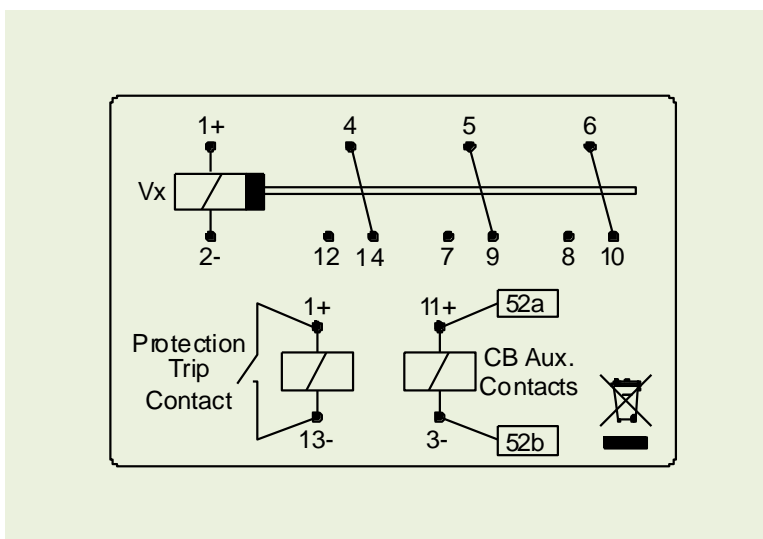 1+ 4 5 6
Vx
2- 12 14 7 9 8 10
1+ 11+ 52a
Protection
Trip
Contact
CB Aux.
Contacts
13- 3- 52b